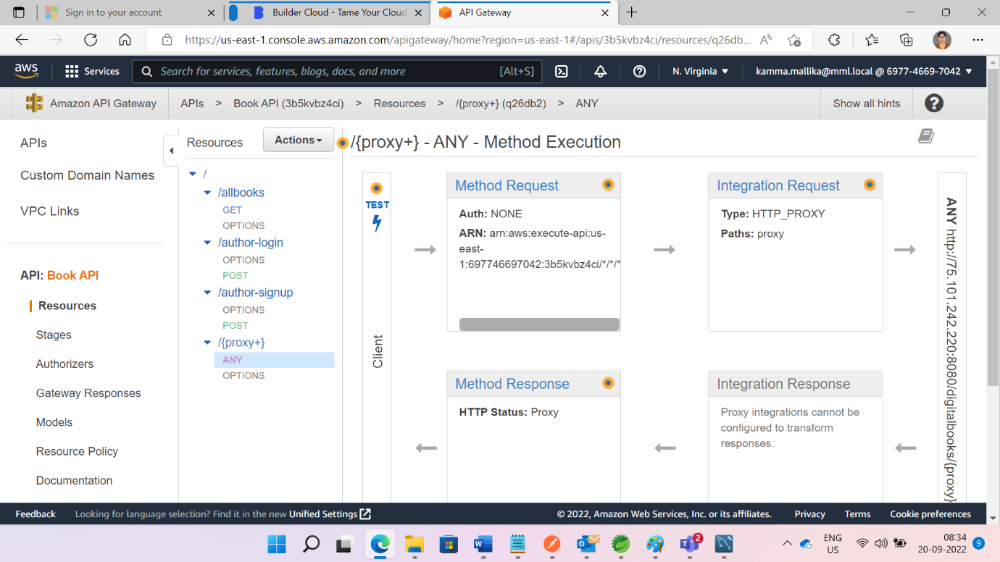 Sign in to your account
Builder Cloud - Tame Your Cloud
API Gateway
https://us-east-1.console.aws.amazon.com/apigateway/home?region=us-east-1#/apis/3b5kvbz4ci/resources/q26db...
aws
Services
Search for services, features, blogs, docs, and more
[Alt+S]
N. Virginia
kamma.mallika@mml.local @ 6977-4669-7042
Amazon API Gateway
APIs > Book API (3b5kvbz4ci) > Resources > /{proxy+} (q26db2) > ANY
Show all hints
?
APIs
Custom Domain Names
VPC Links
API: Book API
Resources
Stages
Authorizers
Gateway Responses
Models
Resource Policy
Documentation
Resources
Actions
/
/allbooks
GET
OPTIONS
/author-login
OPTIONS
POST
/author-signup
OPTIONS
POST
/{proxy+}
ANY
OPTIONS
/{proxy+} - ANY - Method Execution
TEST
Client
Method Request
Auth: NONE
ARN: arn:aws:execute-api:us-
east-
1:697746697042:3b5kvbz4ci/*/*/*
Integration Request
Type: HTTP_PROXY
Paths: proxy
Method Response
HTTP Status: Proxy
Integration Response
Proxy integrations cannot be
configured to transform
responses.
ANY http://75.101.242.220:8080/digitalbooks/{proxy}
Feedback
Looking for language selection? Find it in the new Unified Settings
© 2022, Amazon Web Services, Inc. or its affiliates.
Privacy
Terms
Cookie preferences
2
ENG
US
08:34
20-09-2022
9